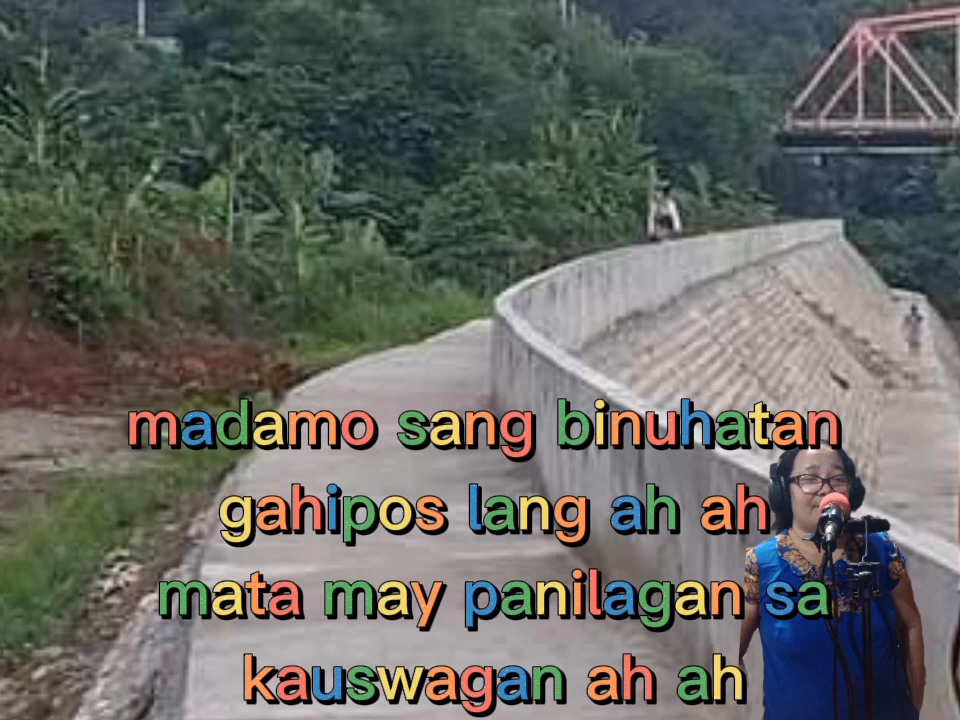 madamo sang binuhatan
gahipos lang ah ah
mata may panilagan sa
kauswagan ah ah